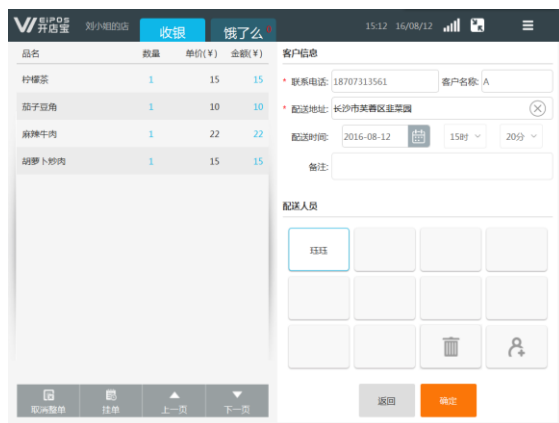 WEIPOS
开店宝
刘小姐的店
收银
饿了么
15:12 16/08/12
品名 数量 单价(¥) 金额(¥)
柠檬茶 1 15 15
茄子豆角 1 10 10
麻辣牛肉 1 22 22
胡萝卜炒肉 1 15 15
取消整单
挂单
上一页
下一页
客户信息
* 联系电话: 18707313561 客户名称: A
* 配送地址: 长沙市芙蓉区韭菜园
配送时间: 2016-08-12 15时 20分
备注:
配送人员
珏珏
返回
确定